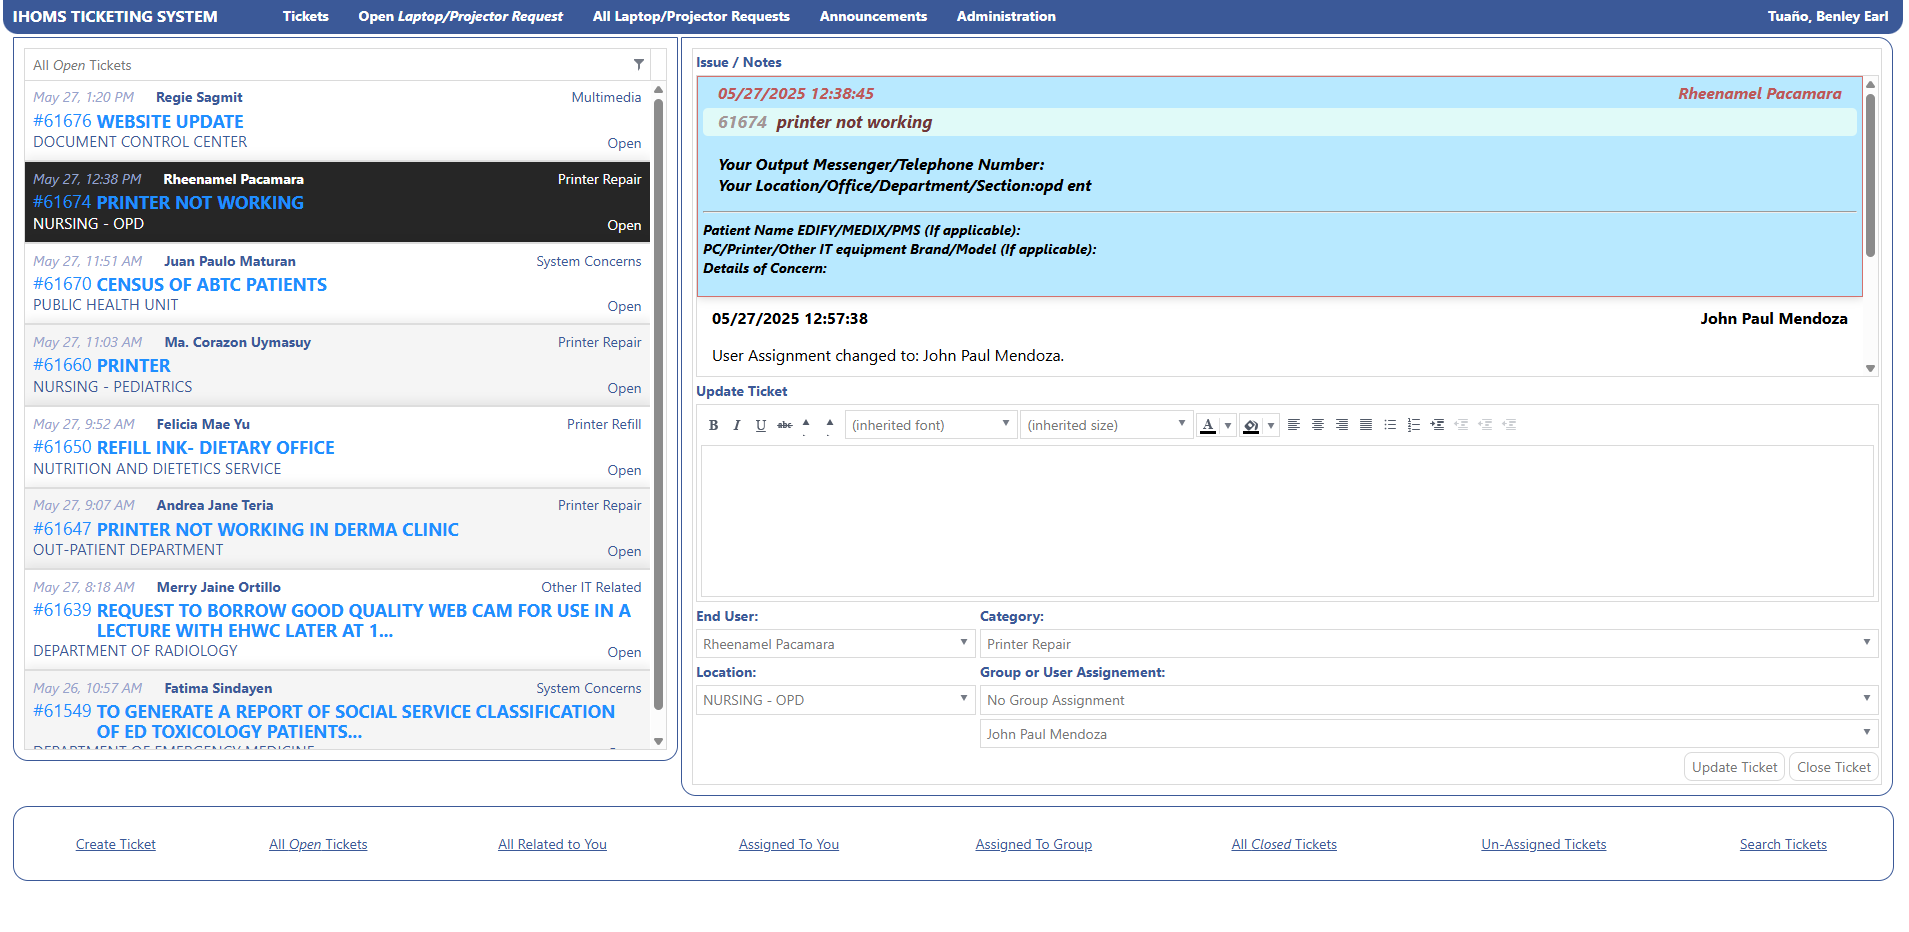 IHOMS TICKETING SYSTEM Tickets Open Laptop/Projector Request All Laptop/Projector Requests Announcements Administration Tuaño, Benley Earl
All Open Tickets
May 27, 1:20 PM Regie Sagmit Multimedia
#61676 WEBSITE UPDATE
DOCUMENT CONTROL CENTER Open
May 27, 12:38 PM Rheenamel Pacamara Printer Repair
#61674 PRINTER NOT WORKING
NURSING - OPD Open
May 27, 11:51 AM Juan Paulo Maturan System Concerns
#61670 CENSUS OF ABTC PATIENTS
PUBLIC HEALTH UNIT Open
May 27, 11:03 AM Ma. Corazon Uymasuy Printer Repair
#61660 PRINTER
NURSING - PEDIATRICS Open
May 27, 9:52 AM Felicia Mae Yu Printer Refill
#61650 REFILL INK- DIETARY OFFICE
NUTRITION AND DIETETICS SERVICE Open
May 27, 9:07 AM Andrea Jane Teria Printer Repair
#61647 PRINTER NOT WORKING IN DERMA CLINIC
OUT-PATIENT DEPARTMENT Open
May 27, 8:18 AM Merry Jaine Ortillo Other IT Related
#61639 REQUEST TO BORROW GOOD QUALITY WEB CAM FOR USE IN A
LECTURE WITH EHWC LATER AT 1...
DEPARTMENT OF RADIOLOGY Open
May 26, 10:57 AM Fatima Sindayen System Concerns
#61549 TO GENERATE A REPORT OF SOCIAL SERVICE CLASSIFICATION
OF ED TOXICOLOGY PATIENTS...
DEPARTMENT OF EMERGENCY MEDICINE
Issue / Notes
05/27/2025 12:38:45 Rheenamel Pacamara
61674 printer not working
Your Output Messenger/Telephone Number:
Your Location/Office/Department/Section:opd ent
Patient Name EDIFY/MEDIX/PMS (If applicable):
PC/Printer/Other IT equipment Brand/Model (If applicable):
Details of Concern:
05/27/2025 12:57:38 John Paul Mendoza
User Assignment changed to: John Paul Mendoza.
Update Ticket
B I U abc (inherited font) (inherited size) A
End User: Category:
Rheenamel Pacamara Printer Repair
Location: Group or User Assignement:
NURSING - OPD No Group Assignment
John Paul Mendoza
Update Ticket Close Ticket
Create Ticket All Open Tickets All Related to You Assigned To You Assigned To Group All Closed Tickets Un-Assigned Tickets Search Tickets